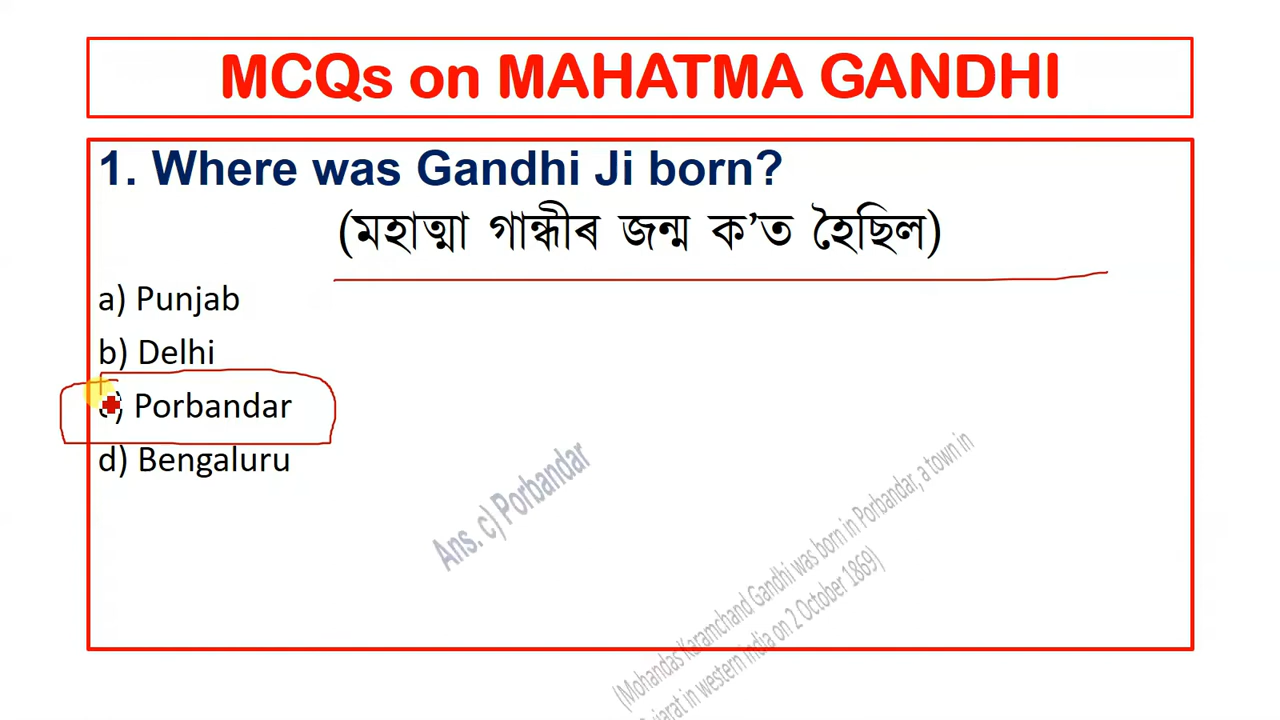 MCQs on MAHATMA GANDHI
1. Where was Gandhi Ji born?
(মহাত্মা গান্ধীৰ জন্ম ক’ত হৈছিল)
a) Punjab
b) Delhi
c) Porbandar
d) Bengaluru
Ans. c) Porbandar
(Mohandas Karamchand Gandhi was born in Porbandar, a town in
in western india on 2 October 1869)